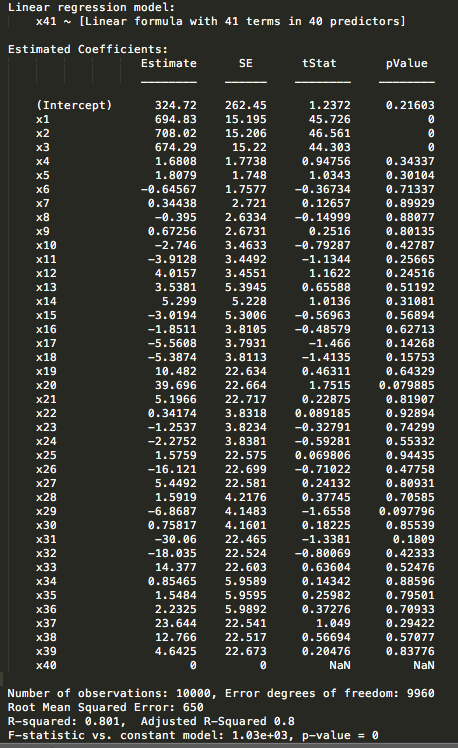 Linear regression model:
x41 ~ [Linear formula with 41 terms in 40 predictors]
Estimated Coefficients:
Estimate SE tStat pValue
(Intercept) 324.72 262.45 1.2372 0.21603
x1 694.83 15.195 45.726 0
x2 708.02 15.206 46.561 0
x3 674.29 15.22 44.303 0
x4 1.6808 1.7738 0.94756 0.34337
x5 1.8079 1.748 1.0343 0.30104
x6 -0.64567 1.7577 -0.36734 0.71337
x7 0.34438 2.721 0.12657 0.89929
x8 -0.395 2.6334 -0.14999 0.88077
x9 0.67256 2.6731 0.2516 0.80135
x10 -2.746 3.4633 -0.79287 0.42787
x11 -3.9128 3.4492 -1.1344 0.25665
x12 4.0157 3.4551 1.1622 0.24516
x13 3.5381 5.3945 0.65588 0.51192
x14 5.299 5.228 1.0136 0.31081
x15 -3.0194 5.3006 -0.56963 0.56894
x16 -1.8511 3.8105 -0.48579 0.62713
x17 -5.5608 3.7931 -1.466 0.14268
x18 -5.3874 3.8113 -1.4135 0.15753
x19 10.482 22.634 0.46311 0.64329
x20 39.696 22.664 1.7515 0.079885
x21 5.1966 22.717 0.22875 0.81907
x22 0.34174 3.8318 0.089185 0.92894
x23 -1.2537 3.8234 -0.32791 0.74299
x24 -2.2752 3.8381 -0.59281 0.55332
x25 1.5759 22.575 0.069806 0.94435
x26 -16.121 22.699 -0.71022 0.47758
x27 5.4492 22.581 0.24132 0.80931
x28 1.5919 4.2176 0.37745 0.70585
x29 -6.8687 4.1483 -1.6558 0.097796
x30 0.75817 4.1601 0.18225 0.85539
x31 -30.06 22.465 -1.3381 0.1809
x32 -18.035 22.524 -0.80069 0.42333
x33 14.377 22.603 0.63604 0.52476
x34 0.85465 5.9589 0.14342 0.88596
x35 1.5484 5.9595 0.25982 0.79501
x36 2.2325 5.9892 0.37276 0.70933
x37 23.644 22.541 1.049 0.29422
x38 12.766 22.517 0.56694 0.57077
x39 4.6425 22.673 0.20476 0.83776
x40 0 0 NaN NaN
Number of observations: 10000, Error degrees of freedom: 9960
Root Mean Squared Error: 650
R-squared: 0.801, Adjusted R-Squared 0.8
F-statistic vs. constant model: 1.03e+03, p-value = 0